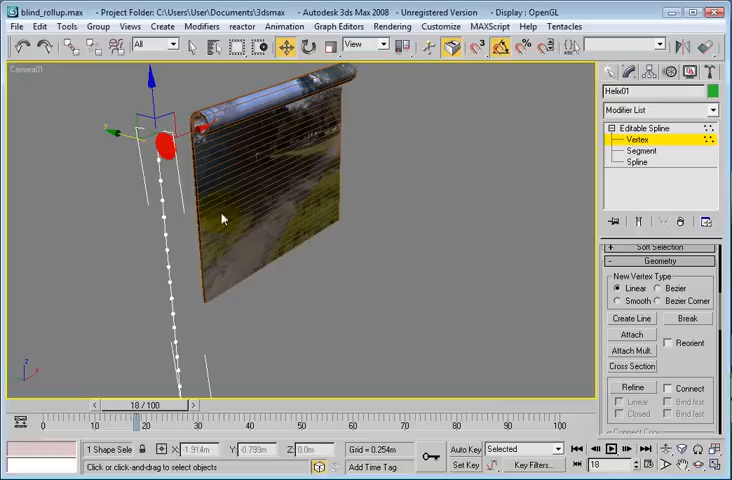 blind_rollup.max    - Project Folder: C:\Users\User\Documents\3dsmax    - Autodesk 3ds Max 2008  - Unregistered Version    - Display : OpenGL
File Edit Tools Group Views Create Modifiers reactor Animation Graph Editors Rendering Customize MAXScript Help Tentacles
All View
Camera01
Helix01
Modifier List
Editable Spline
Vertex
Segment
Spline
+ Soft Selection
- Geometry
New Vertex Type
Linear Bezier
Smooth Bezier Corner
Create Line Break
Attach
Reorient
Attach Mult.
Cross Section
Refine Connect
Linear Bind first
Closed Bind last
z
x
18 / 100
0 10 20 30 40 50 60 70 80 90 100
1 Shape Sele X: -1.914m Y: -0.799m Z: 0.0m Grid = 0.254m Auto Key Selected
Click or click-and-drag to select objects Add Time Tag Set Key Key Filters... 18